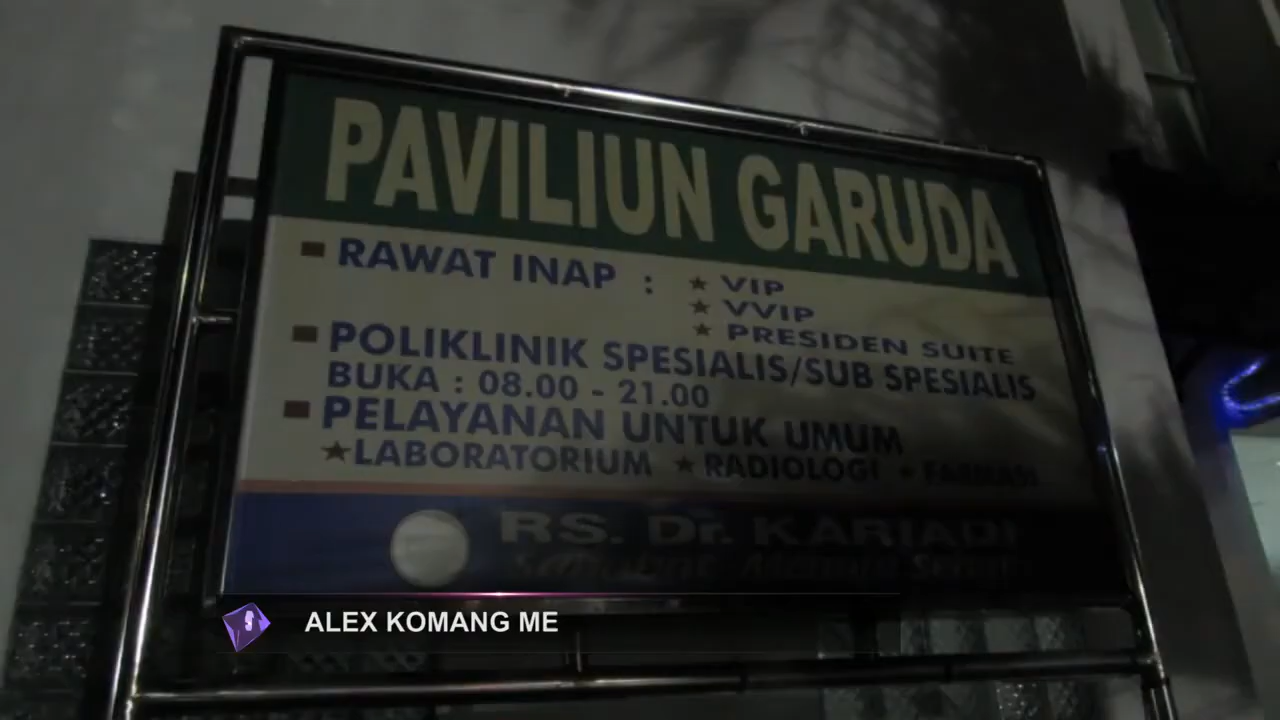 PAVILIUN GARUDA
RAWAT INAP : ★ VIP
★ VVIP
★ PRESIDEN SUITE
POLIKLINIK SPESIALIS/SUB SPESIALIS
BUKA : 08.00 - 21.00
PELAYANAN UNTUK UMUM
★ LABORATORIUM ★ RADIOLOGI ★ FARMASI
RS. Dr. KARIADI
ALEX KOMANG ME